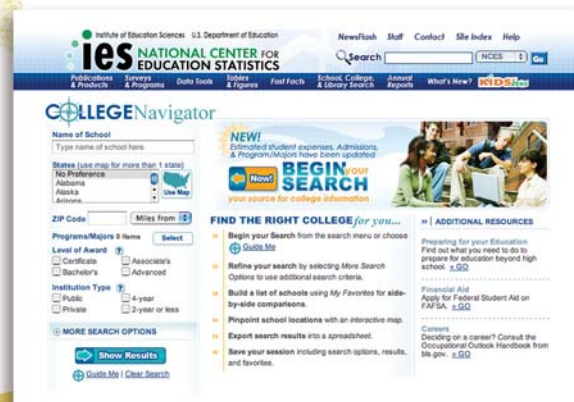 Institute of Education Sciences U.S. Department of Education
NewsFlash Staff Contact Site Index Help
ies NATIONAL CENTER FOR
EDUCATION STATISTICS
Search NCES Go
Publications & Products Surveys & Programs Data Tools Tables & Figures Fast Facts School, College, & Library Search Annual Reports What's New? KIDS ZONE
COLLEGE Navigator
Name of School
Type name of school here
States (use map for more than 1 state)
No Preference
Alabama
Alaska
Arizona
Use Map
ZIP Code Miles from
Programs/Majors 0 Items Select
Level of Award ?
Certificate Associate's
Bachelor's Advanced
Institution Type ?
Public 4-year
Private 2-year or less
MORE SEARCH OPTIONS
Show Results
Guide Me | Clear Search
NEW!
Estimated student expenses, Admissions,
& Program/Majors have been updated
Now! BEGIN your
SEARCH
your source for college information
FIND THE RIGHT COLLEGE for you...
» Begin your Search from the search menu or choose
Guide Me
» Refine your search by selecting More Search
Options to use additional search criteria.
» Build a list of schools using My Favorites for side-
by-side comparisons.
» Pinpoint school locations with an interactive map.
» Export search results into a spreadsheet.
» Save your session including search options, results,
and favorites.
» | ADDITIONAL RESOURCES
Preparing for your Education
Find out what you need to do to
prepare for education beyond high
school. » GO
Financial Aid
Apply for Federal Student Aid on
FAFSA. » GO
Careers
Deciding on a career? Consult the
Occupational Outlook Handbook from
bls.gov. » GO